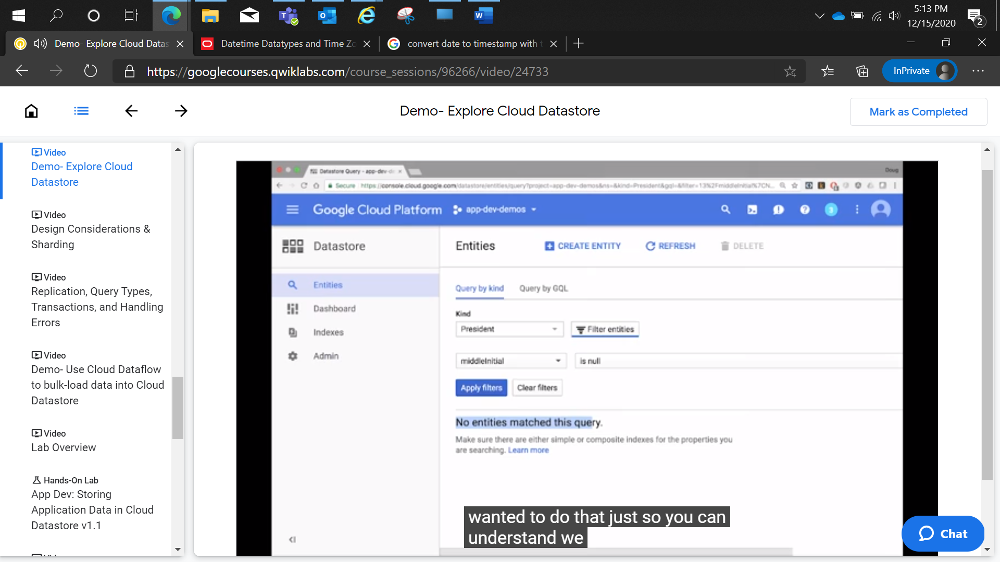 5:13 PM
12/15/2020
2
Demo- Explore Cloud Datas
Datetime Datatypes and Time Zo
convert date to timestamp with t
https://googlecourses.qwiklabs.com/course_sessions/96266/video/24733
InPrivate
Demo- Explore Cloud Datastore
Mark as Completed
Video
Demo- Explore Cloud
Datastore
Video
Design Considerations &
Sharding
Video
Replication, Query Types,
Transactions, and Handling
Errors
Video
Demo- Use Cloud Dataflow
to bulk-load data into Cloud
Datastore
Video
Lab Overview
Hands-On Lab
App Dev: Storing
Application Data in Cloud
Datastore v1.1
Datastore Query - app-dev-d
Doug
Secure https://console.cloud.google.com/datastore/entities/query?project=app-dev-demos&ns=&kind=President&gql=&filter=13%2FmiddleInitial%7CN...
Google Cloud Platform
app-dev-demos
3
Datastore
Entities
Dashboard
Indexes
Admin
Entities
CREATE ENTITY
REFRESH
DELETE
Query by kind
Query by GQL
Kind
President
Filter entities
middleInitial
is null
Apply filters
Clear filters
No entities matched this query.
Make sure there are either simple or composite indexes for the properties you
are searching. Learn more
wanted to do that just so you can
understand we
Chat